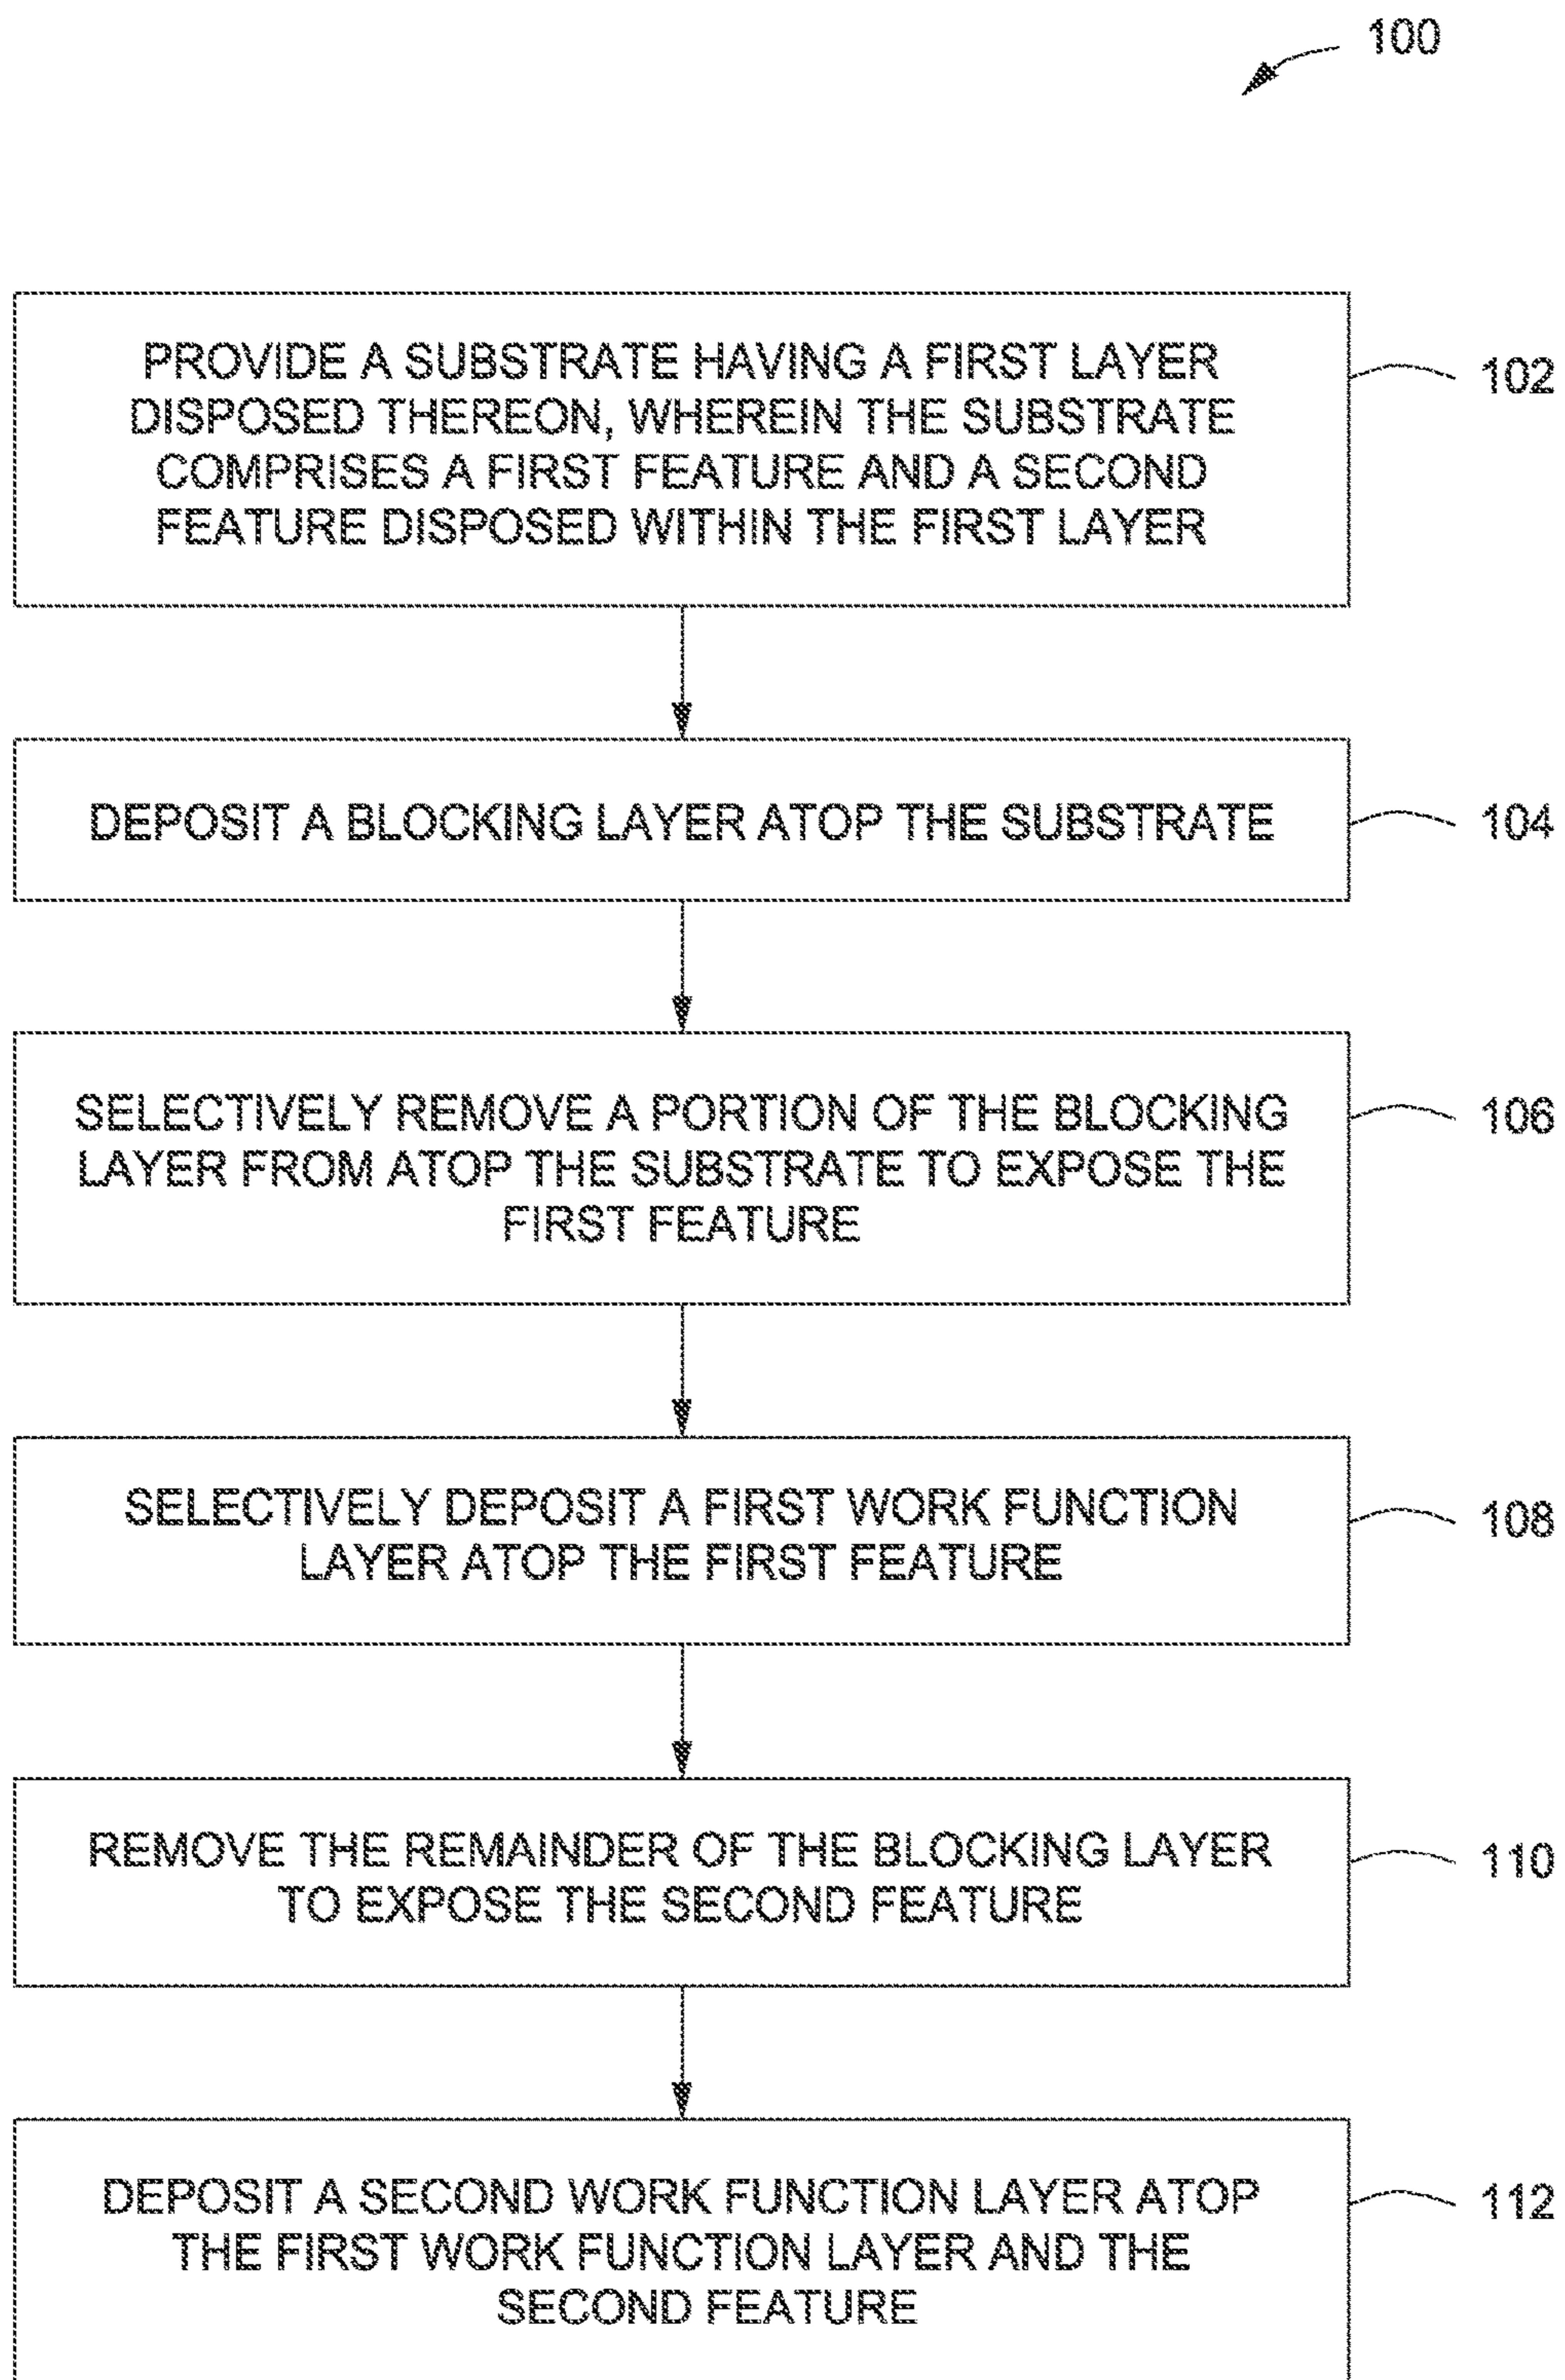 100
PROVIDE A SUBSTRATE HAVING A FIRST LAYER
DISPOSED THEREON, WHEREIN THE SUBSTRATE
COMPRISES A FIRST FEATURE AND A SECOND
FEATURE DISPOSED WITHIN THE FIRST LAYER
102
DEPOSIT A BLOCKING LAYER ATOP THE SUBSTRATE
104
SELECTIVELY REMOVE A PORTION OF THE BLOCKING
LAYER FROM ATOP THE SUBSTRATE TO EXPOSE THE
FIRST FEATURE
106
SELECTIVELY DEPOSIT A FIRST WORK FUNCTION
LAYER ATOP THE FIRST FEATURE
108
REMOVE THE REMAINDER OF THE BLOCKING LAYER
TO EXPOSE THE SECOND FEATURE
110
DEPOSIT A SECOND WORK FUNCTION LAYER ATOP
THE FIRST WORK FUNCTION LAYER AND THE
SECOND FEATURE
112